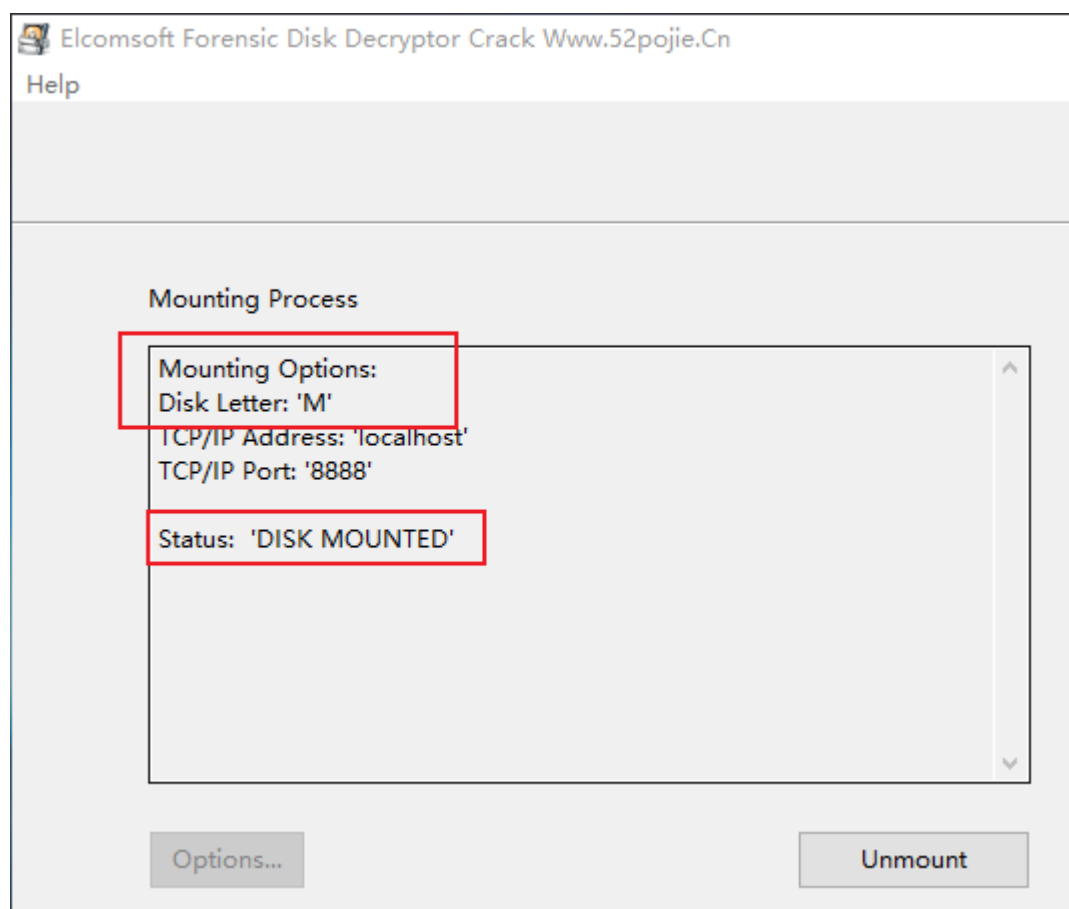 Elcomsoft Forensic Disk Decryptor Crack Www.52pojie.Cn
Help
Mounting Process
Mounting Options:
Disk Letter: 'M'
TCP/IP Address: 'localhost'
TCP/IP Port: '8888'
Status:  'DISK MOUNTED'
Options...
Unmount